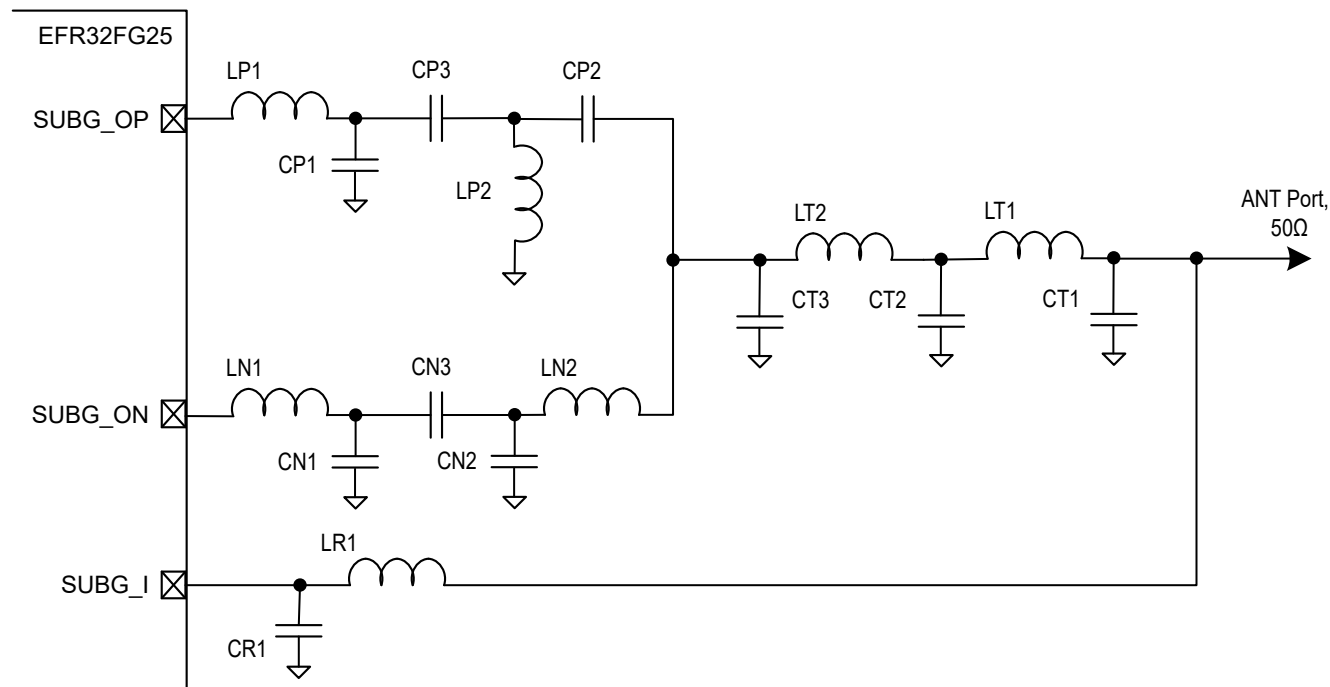 EFR32FG25
LP1
CP3
CP2
SUBG_OP
CP1
LP2
LT2
LT1
ANT Port,
50Ω
CT3
CT2
CT1
LN1
CN3
LN2
SUBG_ON
CN1
CN2
LR1
SUBG_I
CR1